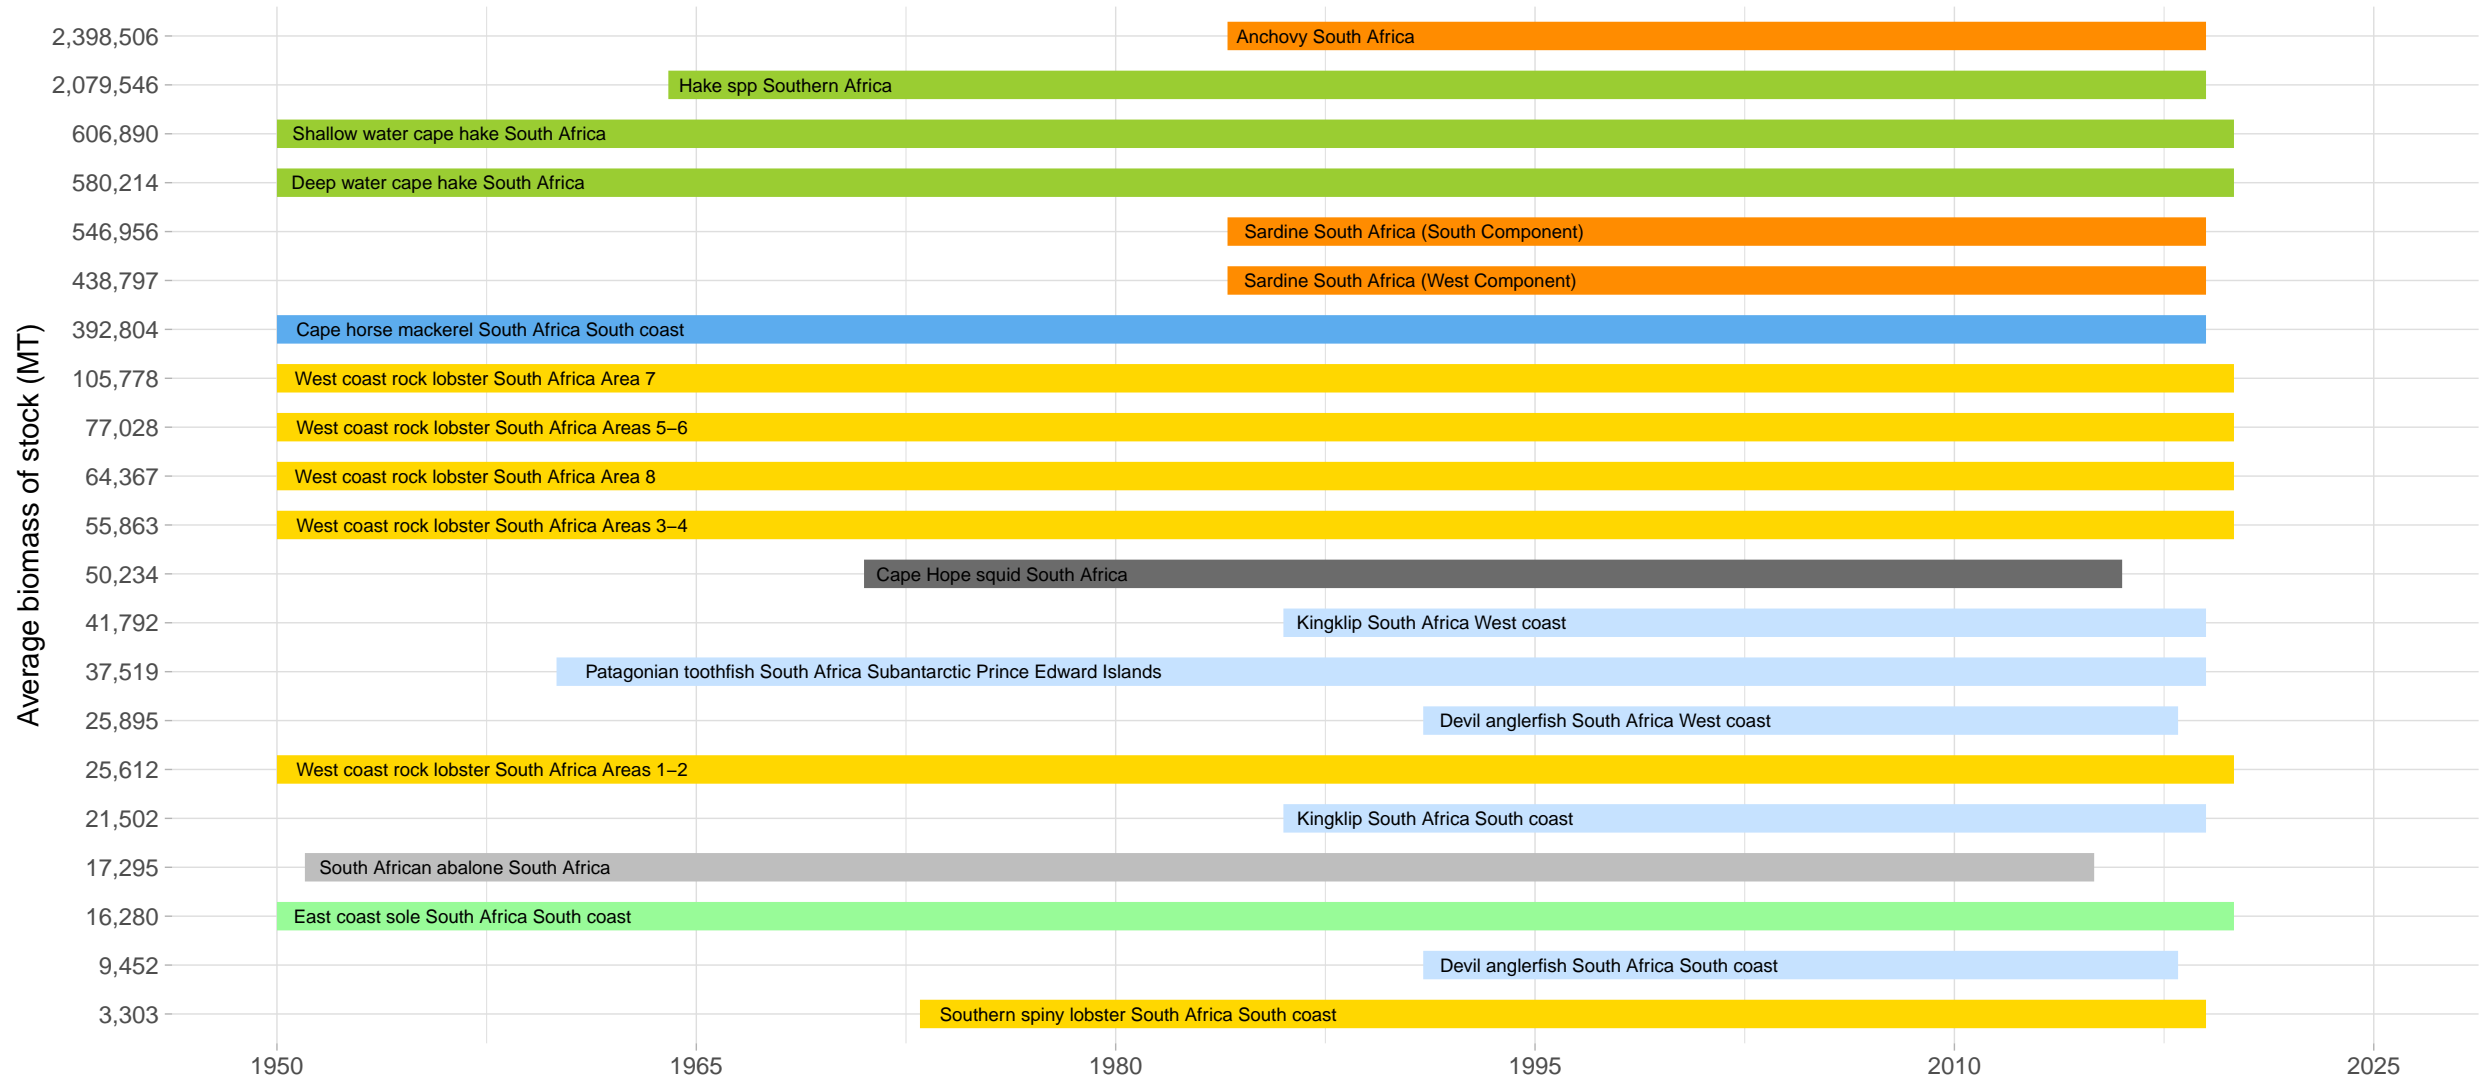 Average biomass of stock (MT)
2,398,506 Anchovy South Africa
2,079,546 Hake spp Southern Africa
606,890 Shallow water cape hake South Africa
580,214 Deep water cape hake South Africa
546,956 Sardine South Africa (South Component)
438,797 Sardine South Africa (West Component)
392,804 Cape horse mackerel South Africa South coast
105,778 West coast rock lobster South Africa Area 7
77,028 West coast rock lobster South Africa Areas 5−6
64,367 West coast rock lobster South Africa Area 8
55,863 West coast rock lobster South Africa Areas 3−4
50,234 Cape Hope squid South Africa
41,792 Kingklip South Africa West coast
37,519 Patagonian toothfish South Africa Subantarctic Prince Edward Islands
25,895 Devil anglerfish South Africa West coast
25,612 West coast rock lobster South Africa Areas 1−2
21,502 Kingklip South Africa South coast
17,295 South African abalone South Africa
16,280 East coast sole South Africa South coast
9,452 Devil anglerfish South Africa South coast
3,303 Southern spiny lobster South Africa South coast
1950 1965 1980 1995 2010 2025